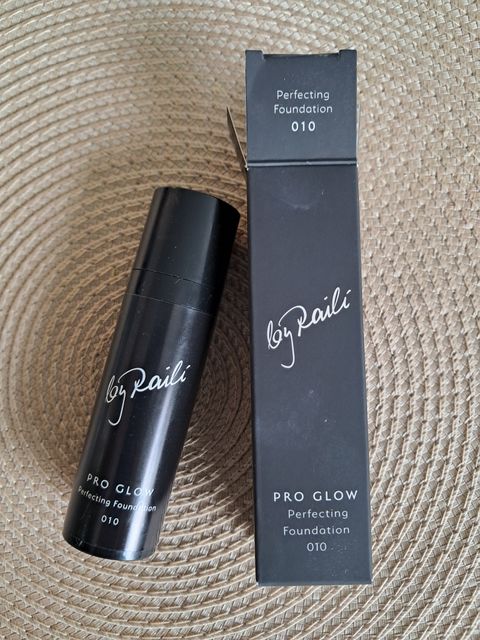 Perfecting
Foundation
010
by Raili
PRO GLOW
Perfecting
Foundation
010
by Raili
PRO GLOW
Perfecting Foundation
010